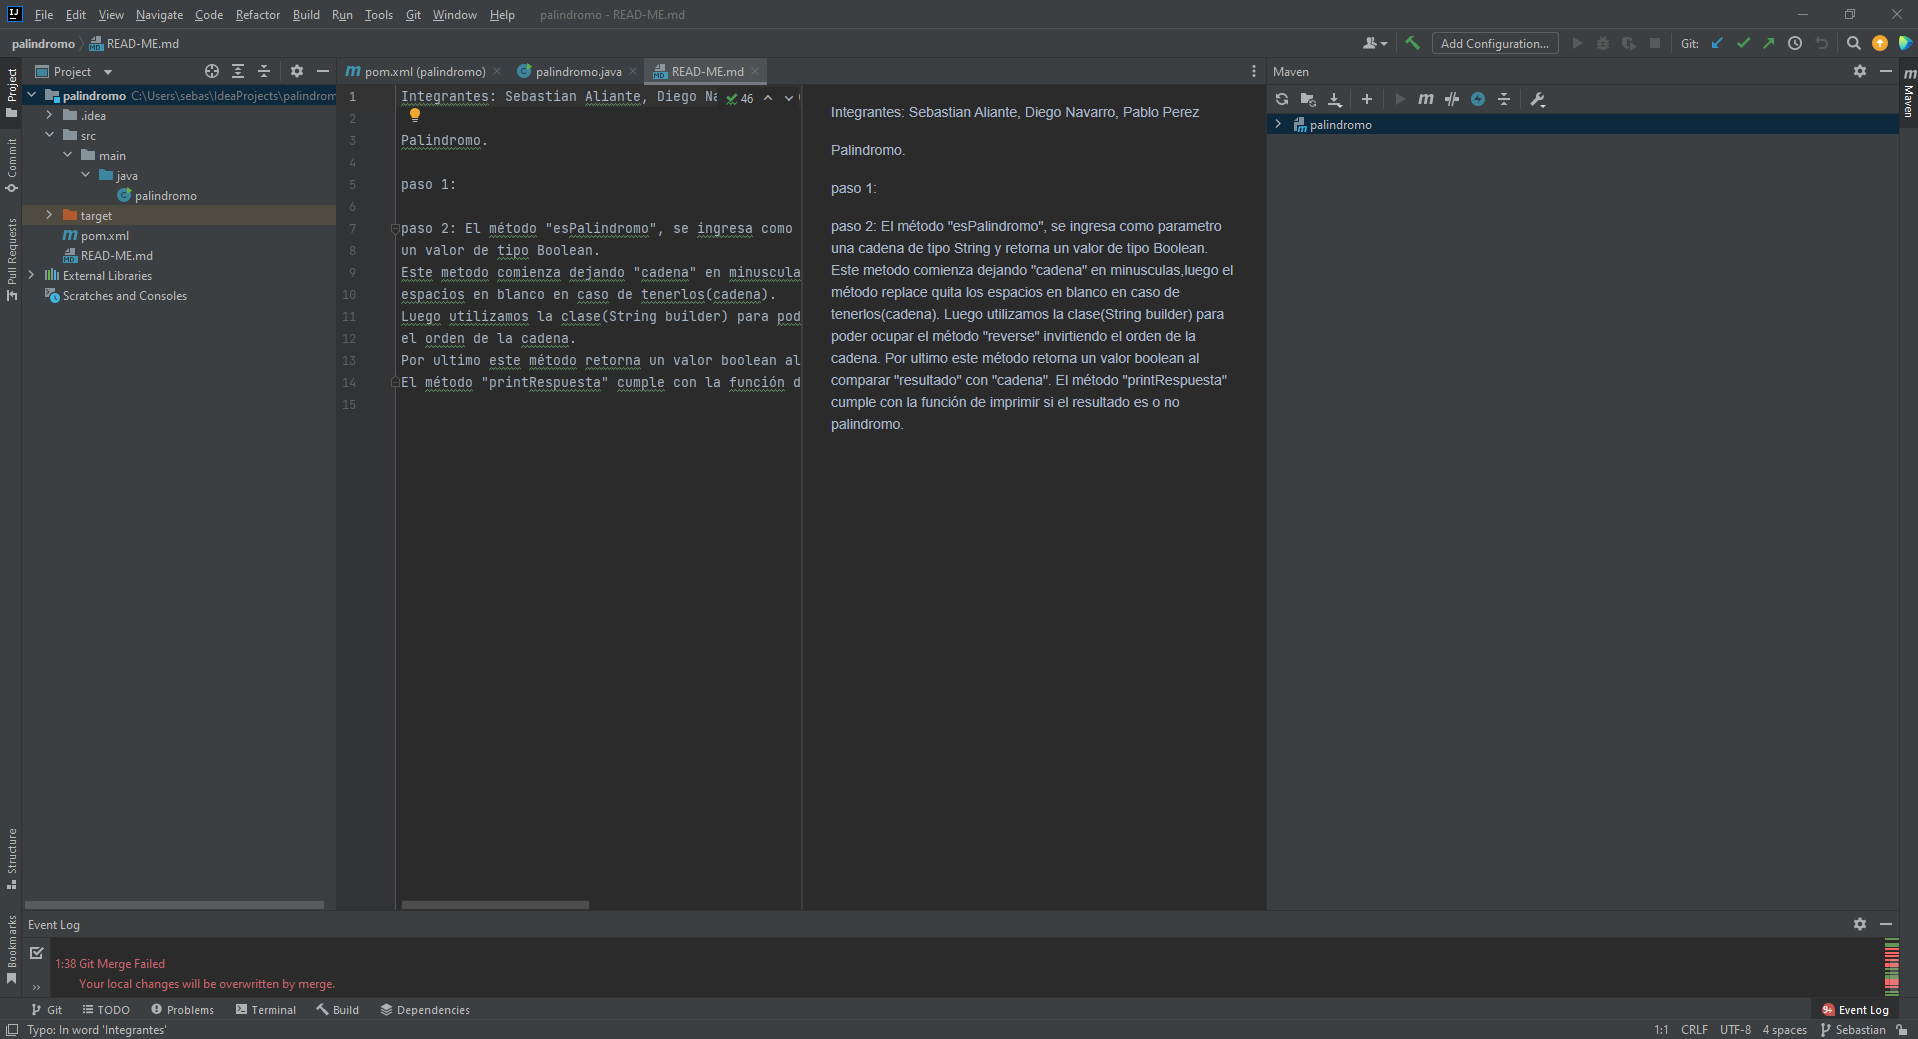 File Edit View Navigate Code Refactor Build Run Tools Git Window Help palindromo - READ-ME.md
palindromo READ-ME.md
Add Configuration...
Git:
Project
pom.xml (palindromo)
palindromo.java
READ-ME.md
Maven
Project
Commit
Pull Requests
Structure
Bookmarks
palindromo C:\Users\sebas\IdeaProjects\palindrom
.idea
src
main
java
palindromo
target
pom.xml
READ-ME.md
External Libraries
Scratches and Consoles
1 Integrantes: Sebastian Aliante, Diego Na 46
2
3 Palindromo.
4
5 paso 1:
6
7 paso 2: El método "esPalindromo", se ingresa como
8 un valor de tipo Boolean.
9 Este metodo comienza dejando "cadena" en minuscula
10 espacios en blanco en caso de tenerlos(cadena).
11 Luego utilizamos la clase(String builder) para pod
12 el orden de la cadena.
13 Por ultimo este método retorna un valor boolean al
14 El método "printRespuesta" cumple con la función d
15
Integrantes: Sebastian Aliante, Diego Navarro, Pablo Perez
Palindromo.
paso 1:
paso 2: El método "esPalindromo", se ingresa como parametro
una cadena de tipo String y retorna un valor de tipo Boolean.
Este metodo comienza dejando "cadena" en minusculas,luego el
método replace quita los espacios en blanco en caso de
tenerlos(cadena). Luego utilizamos la clase(String builder) para
poder ocupar el método "reverse" invirtiendo el orden de la
cadena. Por ultimo este método retorna un valor boolean al
comparar "resultado" con "cadena". El método "printRespuesta"
cumple con la función de imprimir si el resultado es o no
palindromo.
palindromo
Maven
Event Log
1:38 Git Merge Failed
Your local changes will be overwritten by merge.
Git TODO Problems Terminal Build Dependencies
9+ Event Log
Typo: In word 'Integrantes'
1:1 CRLF UTF-8 4 spaces Sebastian